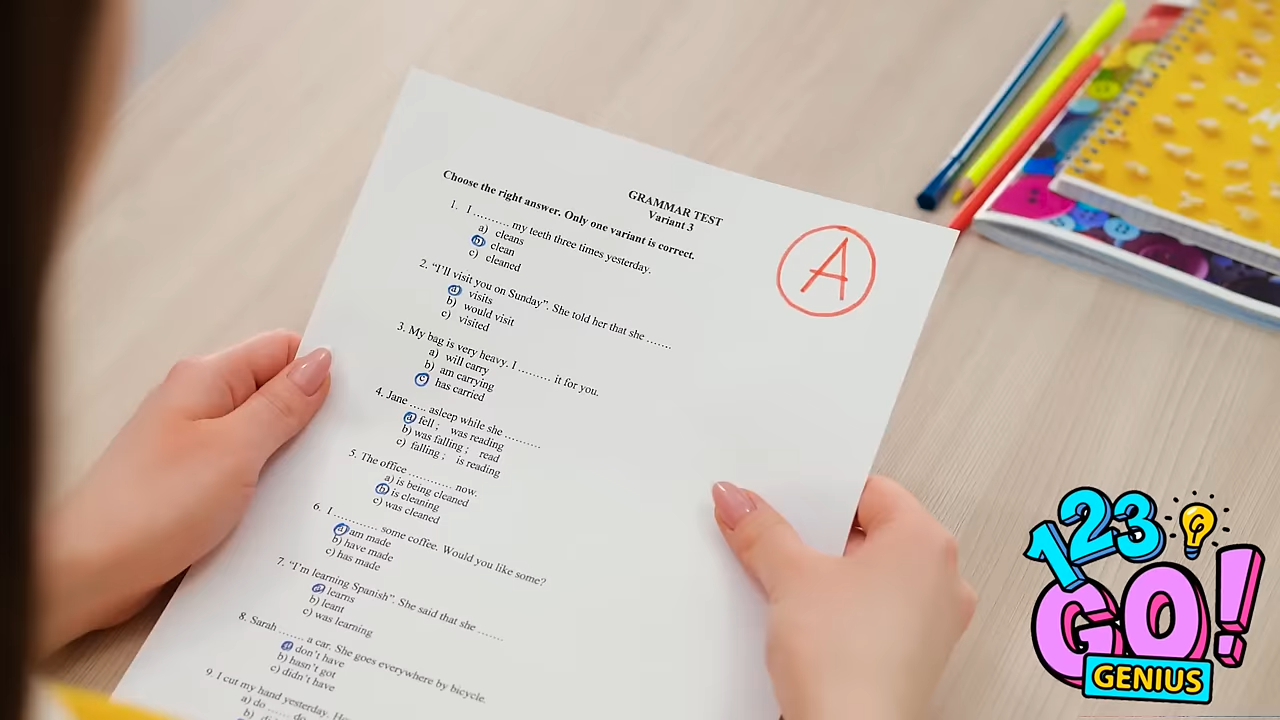 GRAMMAR TEST
Variant 3
Choose the right answer. Only one variant is correct.
1. I .......... my teeth three times yesterday.
a) cleans
b) clean
c) cleaned
2. "I'll visit you on Sunday". She told her that she .......
a) visits
b) would visit
c) visited
3. My bag is very heavy. I ......... it for you.
a) will carry
b) am carrying
c) has carried
4. Jane ..... asleep while she ..........
a) fell ; was reading
b) was falling ; read
c) falling ; is reading
5. The office ............ now.
a) is being cleaned
b) is cleaning
c) was cleaned
6. I ............ some coffee. Would you like some?
a) am made
b) have made
c) has made
7. "I'm learning Spanish". She said that she .......
a) learns
b) leant
c) was learning
8. Sarah ....... a car. She goes everywhere by bicycle.
a) don't have
b) hasn't got
c) didn't have
9. I cut my hand yesterday.
a) do ...... do
b)
A
123
GO!
GENIUS